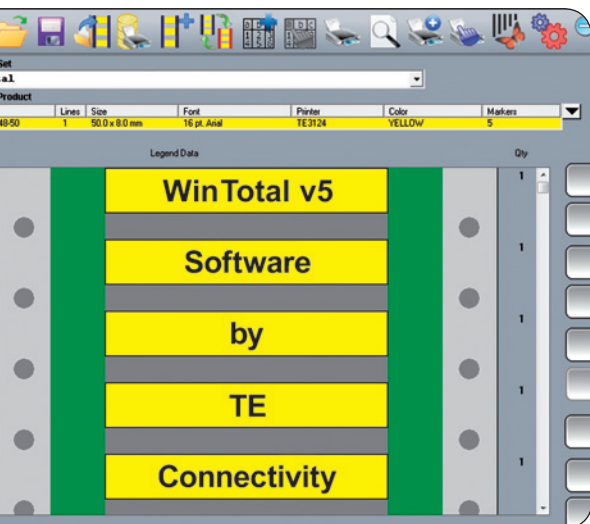 Set
Product
Lines Size Font Printer Color Markers
48-50 1 50.0 x 8.0 mm 16 pt. Arial TE3124 YELLOW 5
Legend Data Qty
WinTotal v5 1
Software 1
by 1
TE 1
Connectivity 1